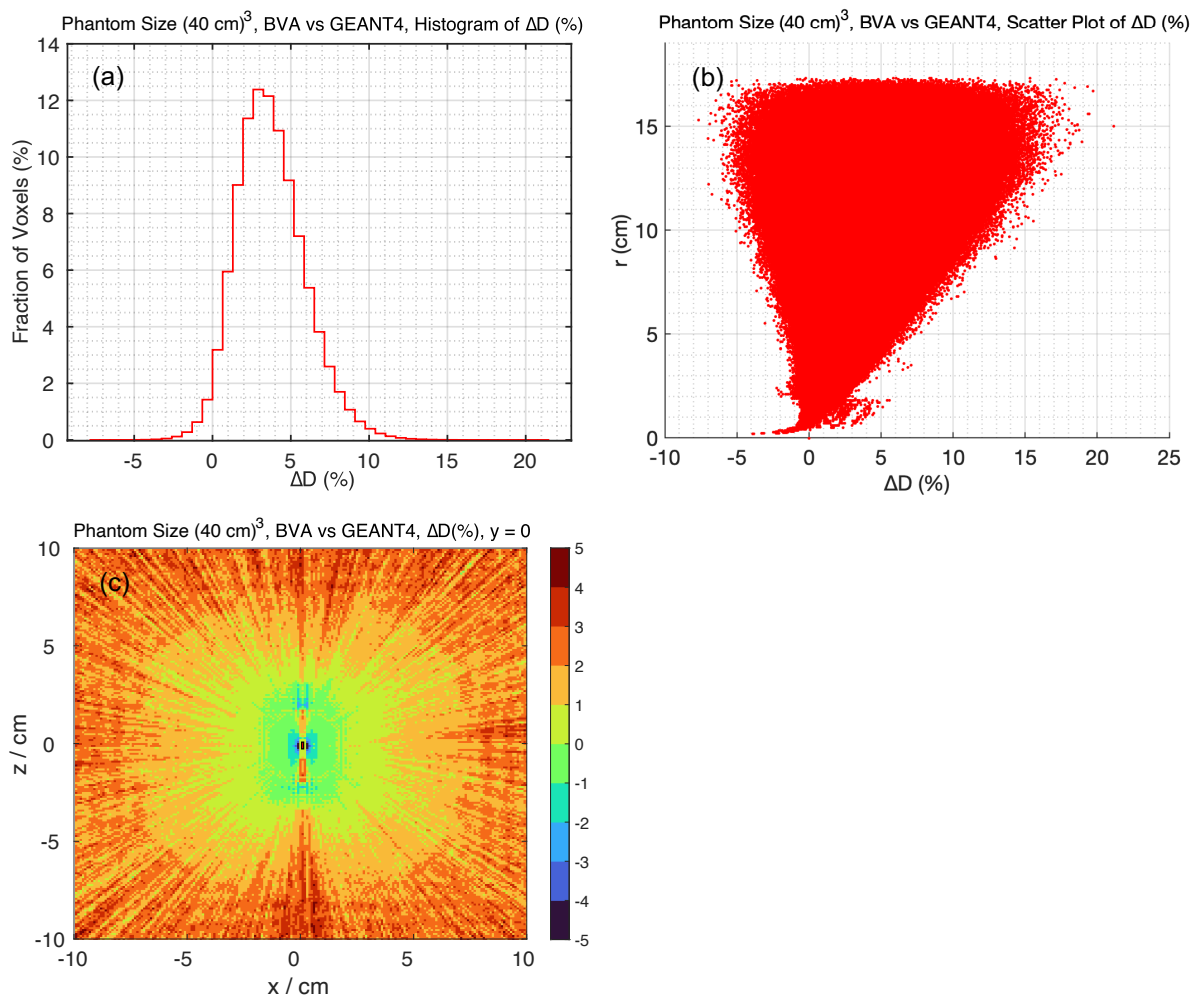 Phantom Size (40 cm)³, BVA vs GEANT4, Histogram of ΔD (%)
(a)
Fraction of Voxels (%)
14
12
10
8
6
4
2
0
-5 0 5 10 15 20
ΔD (%)
Phantom Size (40 cm)³, BVA vs GEANT4, Scatter Plot of ΔD (%)
(b)
r (cm)
15
10
5
0
-10 -5 0 5 10 15 20 25
ΔD (%)
Phantom Size (40 cm)³, BVA vs GEANT4, ΔD(%), y = 0
(c)
z / cm
10
5
0
-5
-10
-10 -5 0 5 10
x / cm
5
4
3
2
1
0
-1
-2
-3
-4
-5